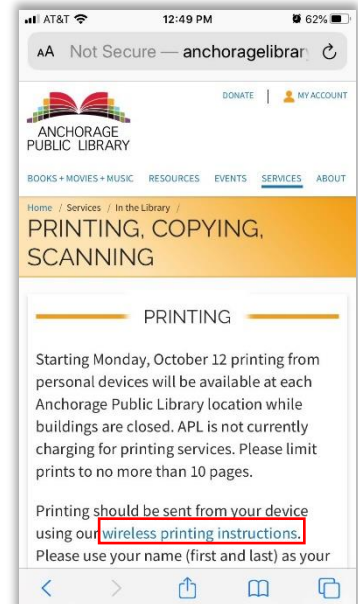 AT&T 12:49 PM 62%
AA Not Secure — anchoragelibrar
DONATE | MY ACCOUNT
ANCHORAGE
PUBLIC LIBRARY
BOOKS + MOVIES + MUSIC RESOURCES EVENTS SERVICES ABOUT
Home / Services / In the Library /
PRINTING, COPYING,
SCANNING
PRINTING
Starting Monday, October 12 printing from
personal devices will be available at each
Anchorage Public Library location while
buildings are closed. APL is not currently
charging for printing services. Please limit
prints to no more than 10 pages.
Printing should be sent from your device
using our wireless printing instructions.
Please use your name (first and last) as your